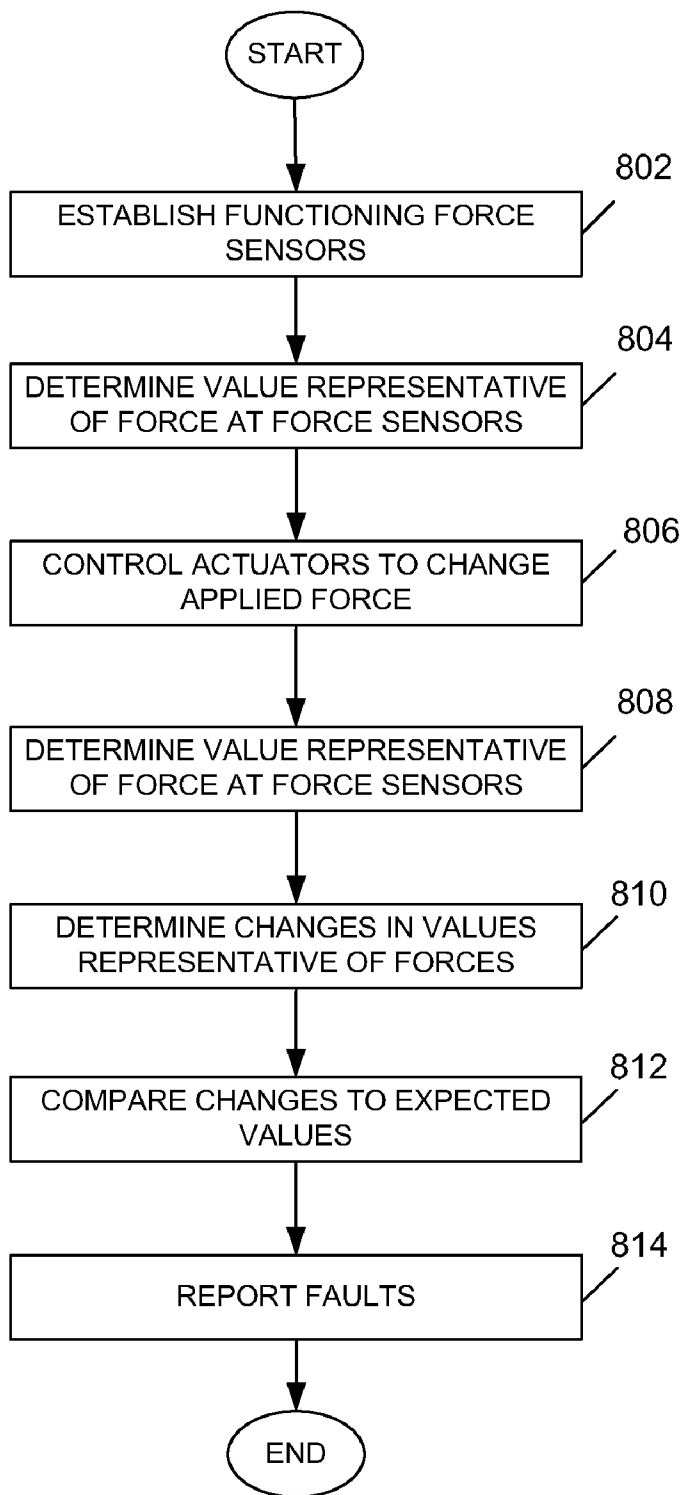 START
802
ESTABLISH FUNCTIONING FORCE
SENSORS
804
DETERMINE VALUE REPRESENTATIVE
OF FORCE AT FORCE SENSORS
806
CONTROL ACTUATORS TO CHANGE
APPLIED FORCE
808
DETERMINE VALUE REPRESENTATIVE
OF FORCE AT FORCE SENSORS
810
DETERMINE CHANGES IN VALUES
REPRESENTATIVE OF FORCES
812
COMPARE CHANGES TO EXPECTED
VALUES
814
REPORT FAULTS
END